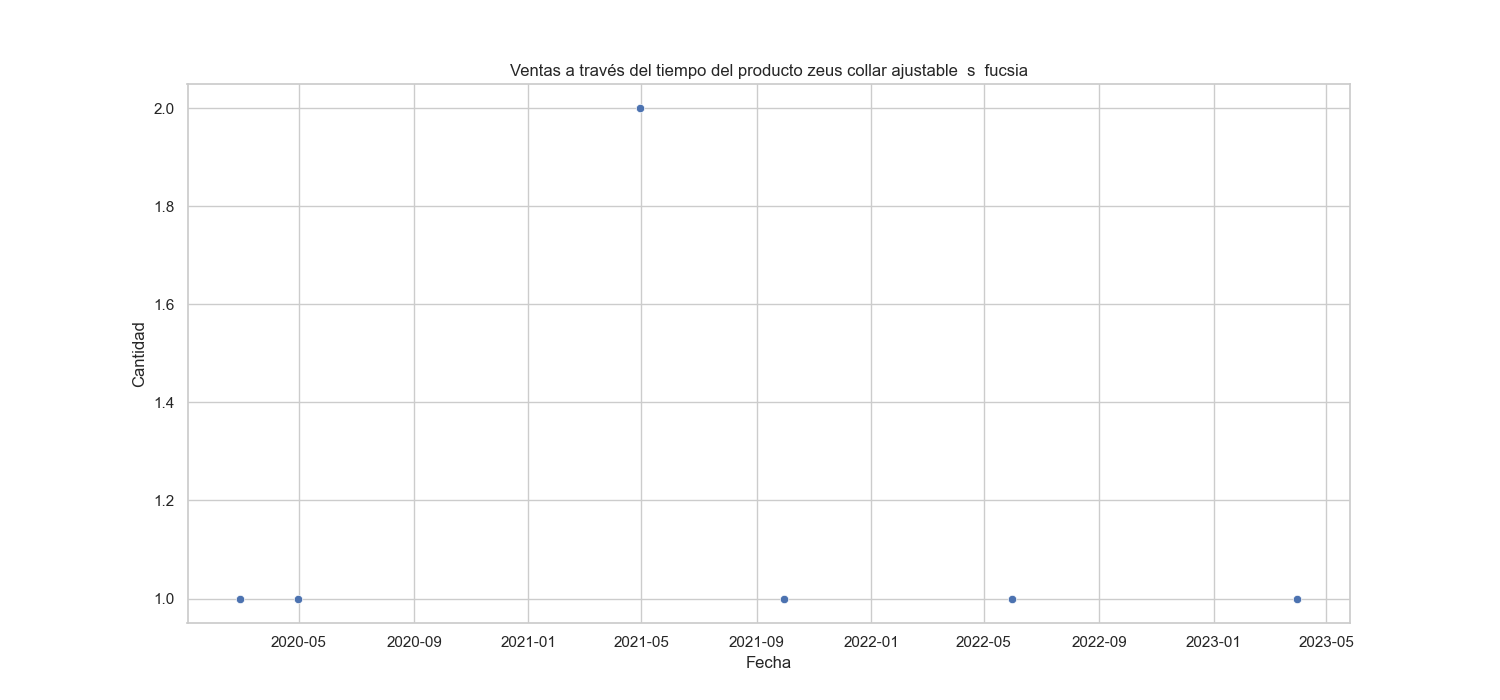 Ventas a través del tiempo del producto zeus collar ajustable  s  fucsia
2.0
1.8
1.6
1.4
1.2
1.0
Cantidad
2020-05 2020-09 2021-01 2021-05 2021-09 2022-01 2022-05 2022-09 2023-01 2023-05
Fecha